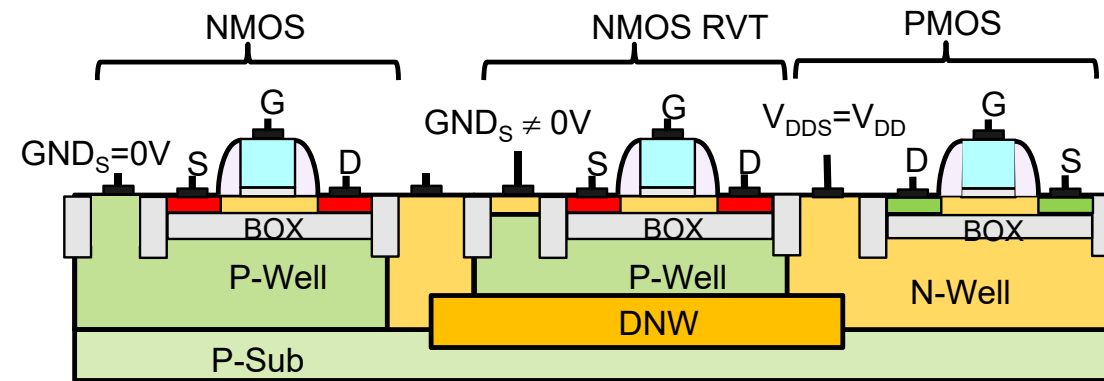 NMOS
NMOS RVT
PMOS
G
G
G
GND_S ≠ 0V
V_DDS=V_DD
GND_S=0V
S
D
S
D
D
S
BOX
BOX
BOX
P-Well
P-Well
N-Well
DNW
P-Sub